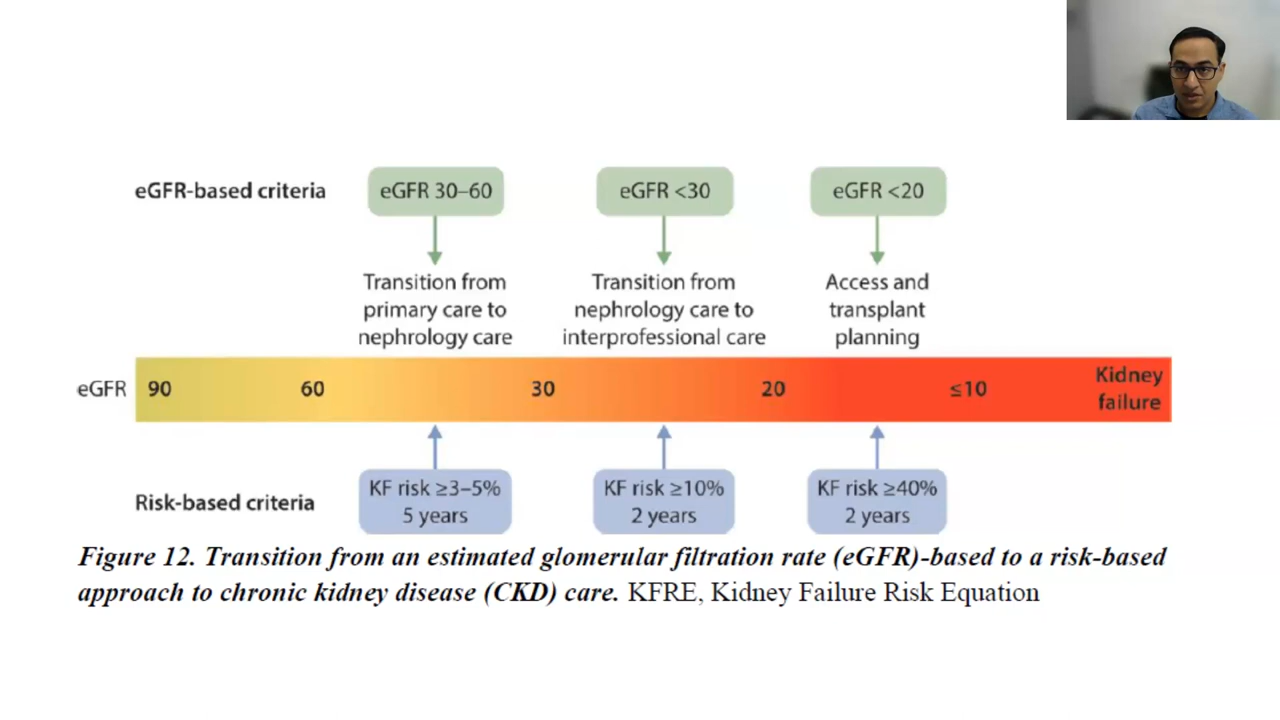 eGFR-based criteria
eGFR 30–60
eGFR <30
eGFR <20
Transition from
primary care to
nephrology care
Transition from
nephrology care to
interprofessional care
Access and
transplant
planning
eGFR
90
60
30
20
≤10
Kidney
failure
Risk-based criteria
KF risk ≥3–5%
5 years
KF risk ≥10%
2 years
KF risk ≥40%
2 years
Figure 12. Transition from an estimated glomerular filtration rate (eGFR)-based to a risk-based
approach to chronic kidney disease (CKD) care. KFRE, Kidney Failure Risk Equation